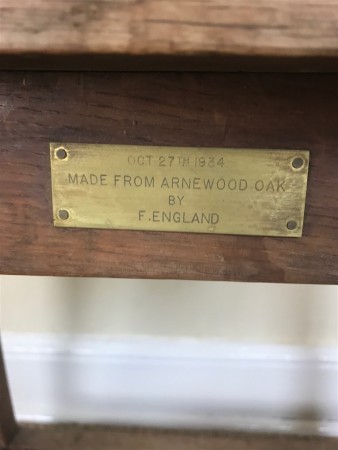 OCT 27TH 1934
MADE FROM ARNEWOOD OAK
BY
F.ENGLAND